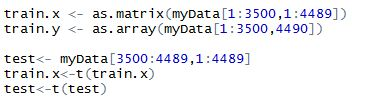 train.x <- as.matrix(myData[1:3500,1:4489])
train.y <- as.array(myData[1:3500,4490])
test<- myData[3500:4489,1:4489]
train.x<-t(train.x)
test<-t(test)